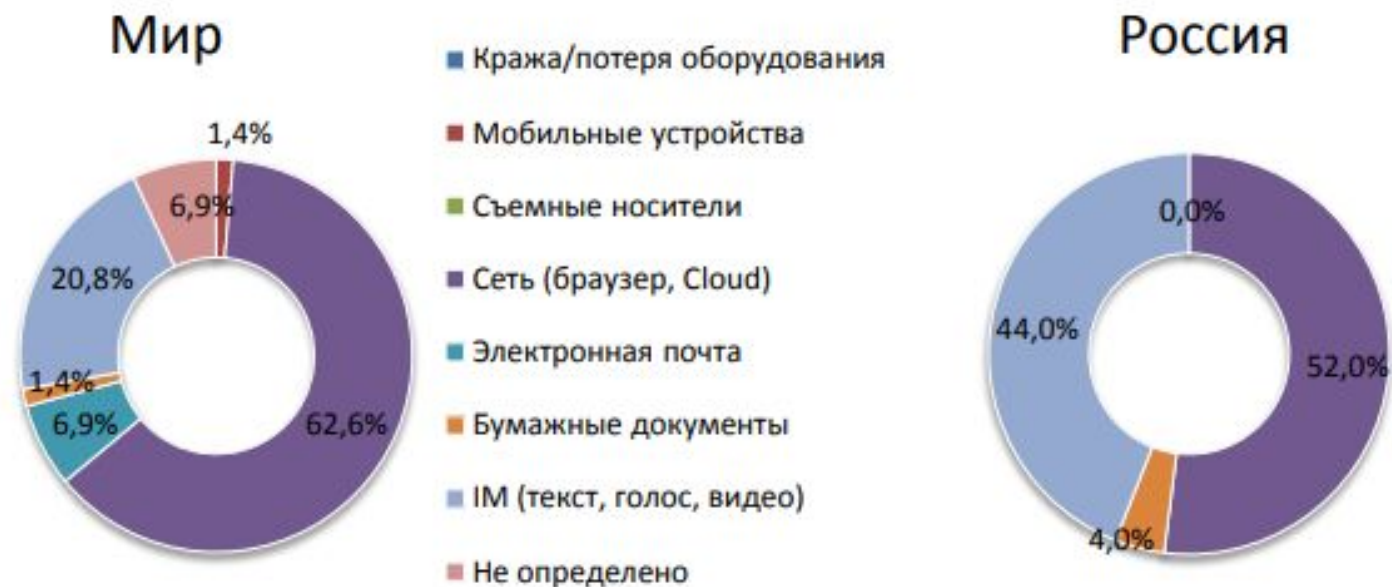 Мир
1,4%
6,9%
20,8%
1,4%
6,9%
62,6%
Кража/потеря оборудования
Мобильные устройства
Съемные носители
Сеть (браузер, Cloud)
Электронная почта
Бумажные документы
IM (текст, голос, видео)
Не определено
Россия
0,0%
44,0%
52,0%
4,0%